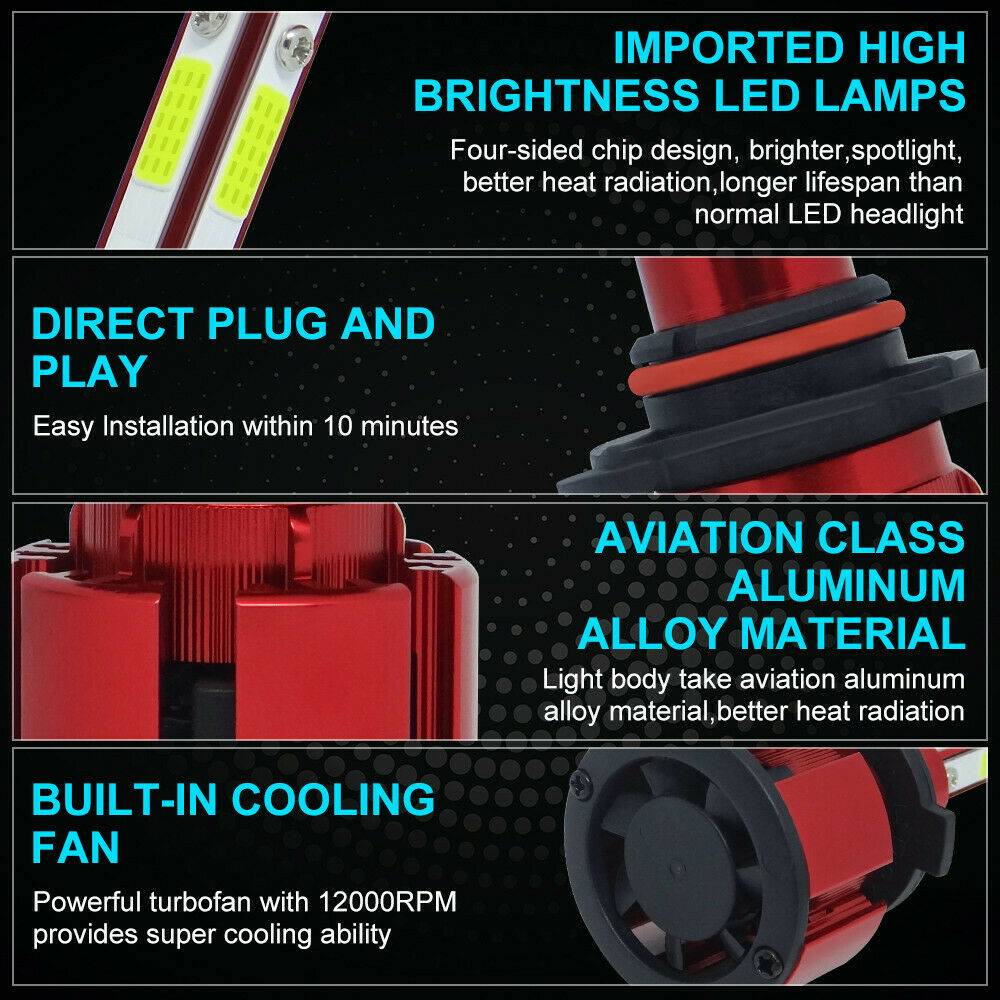 IMPORTED HIGH
BRIGHTNESS LED LAMPS
Four-sided chip design, brighter,spotlight,
better heat radiation,longer lifespan than
normal LED headlight
DIRECT PLUG AND
PLAY
Easy Installation within 10 minutes
AVIATION CLASS
ALUMINUM
ALLOY MATERIAL
Light body take aviation aluminum
alloy material,better heat radiation
BUILT-IN COOLING
FAN
Powerful turbofan with 12000RPM
provides super cooling ability